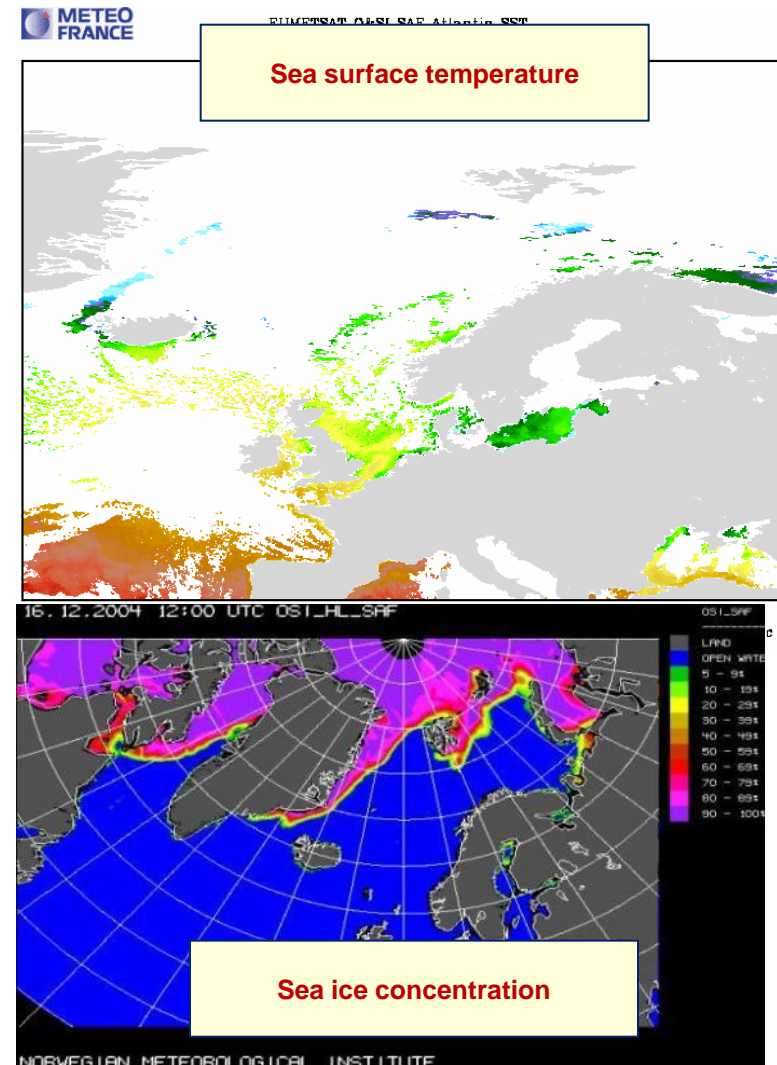 METEO
FRANCE
EUMETSAT O&SI SAF Atlantic SST
Sea surface temperature
16.12.2004 12:00 UTC OSI_HL_SAF
OSI_SAF
c
LAND
OPEN WATE
5 - 9%
10 - 19%
20 - 29%
30 - 39%
40 - 49%
50 - 59%
60 - 69%
70 - 79%
80 - 89%
90 - 100%
Sea ice concentration
NORWEGIAN METEOROLOGICAL INSTITUTE